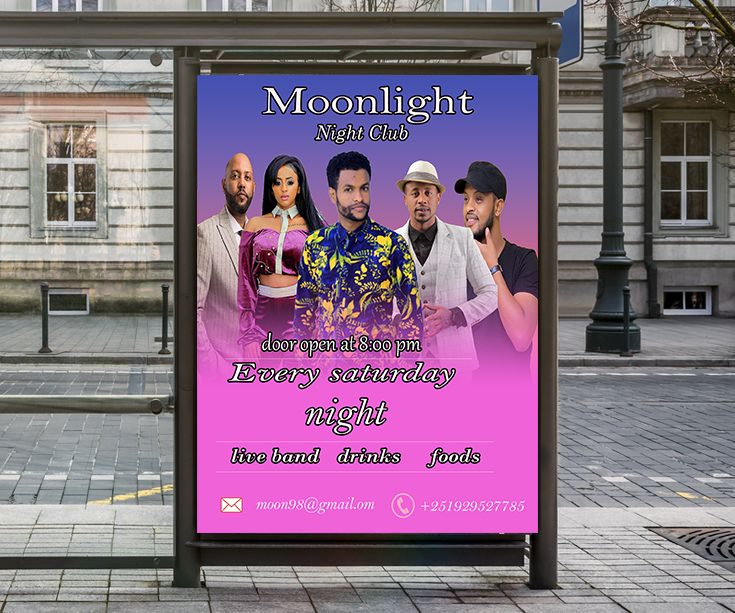 Moonlight
Night Club
door open at 8:00 pm
Every saturday
night
live band drinks foods
moon98@gmail.om +251929527785